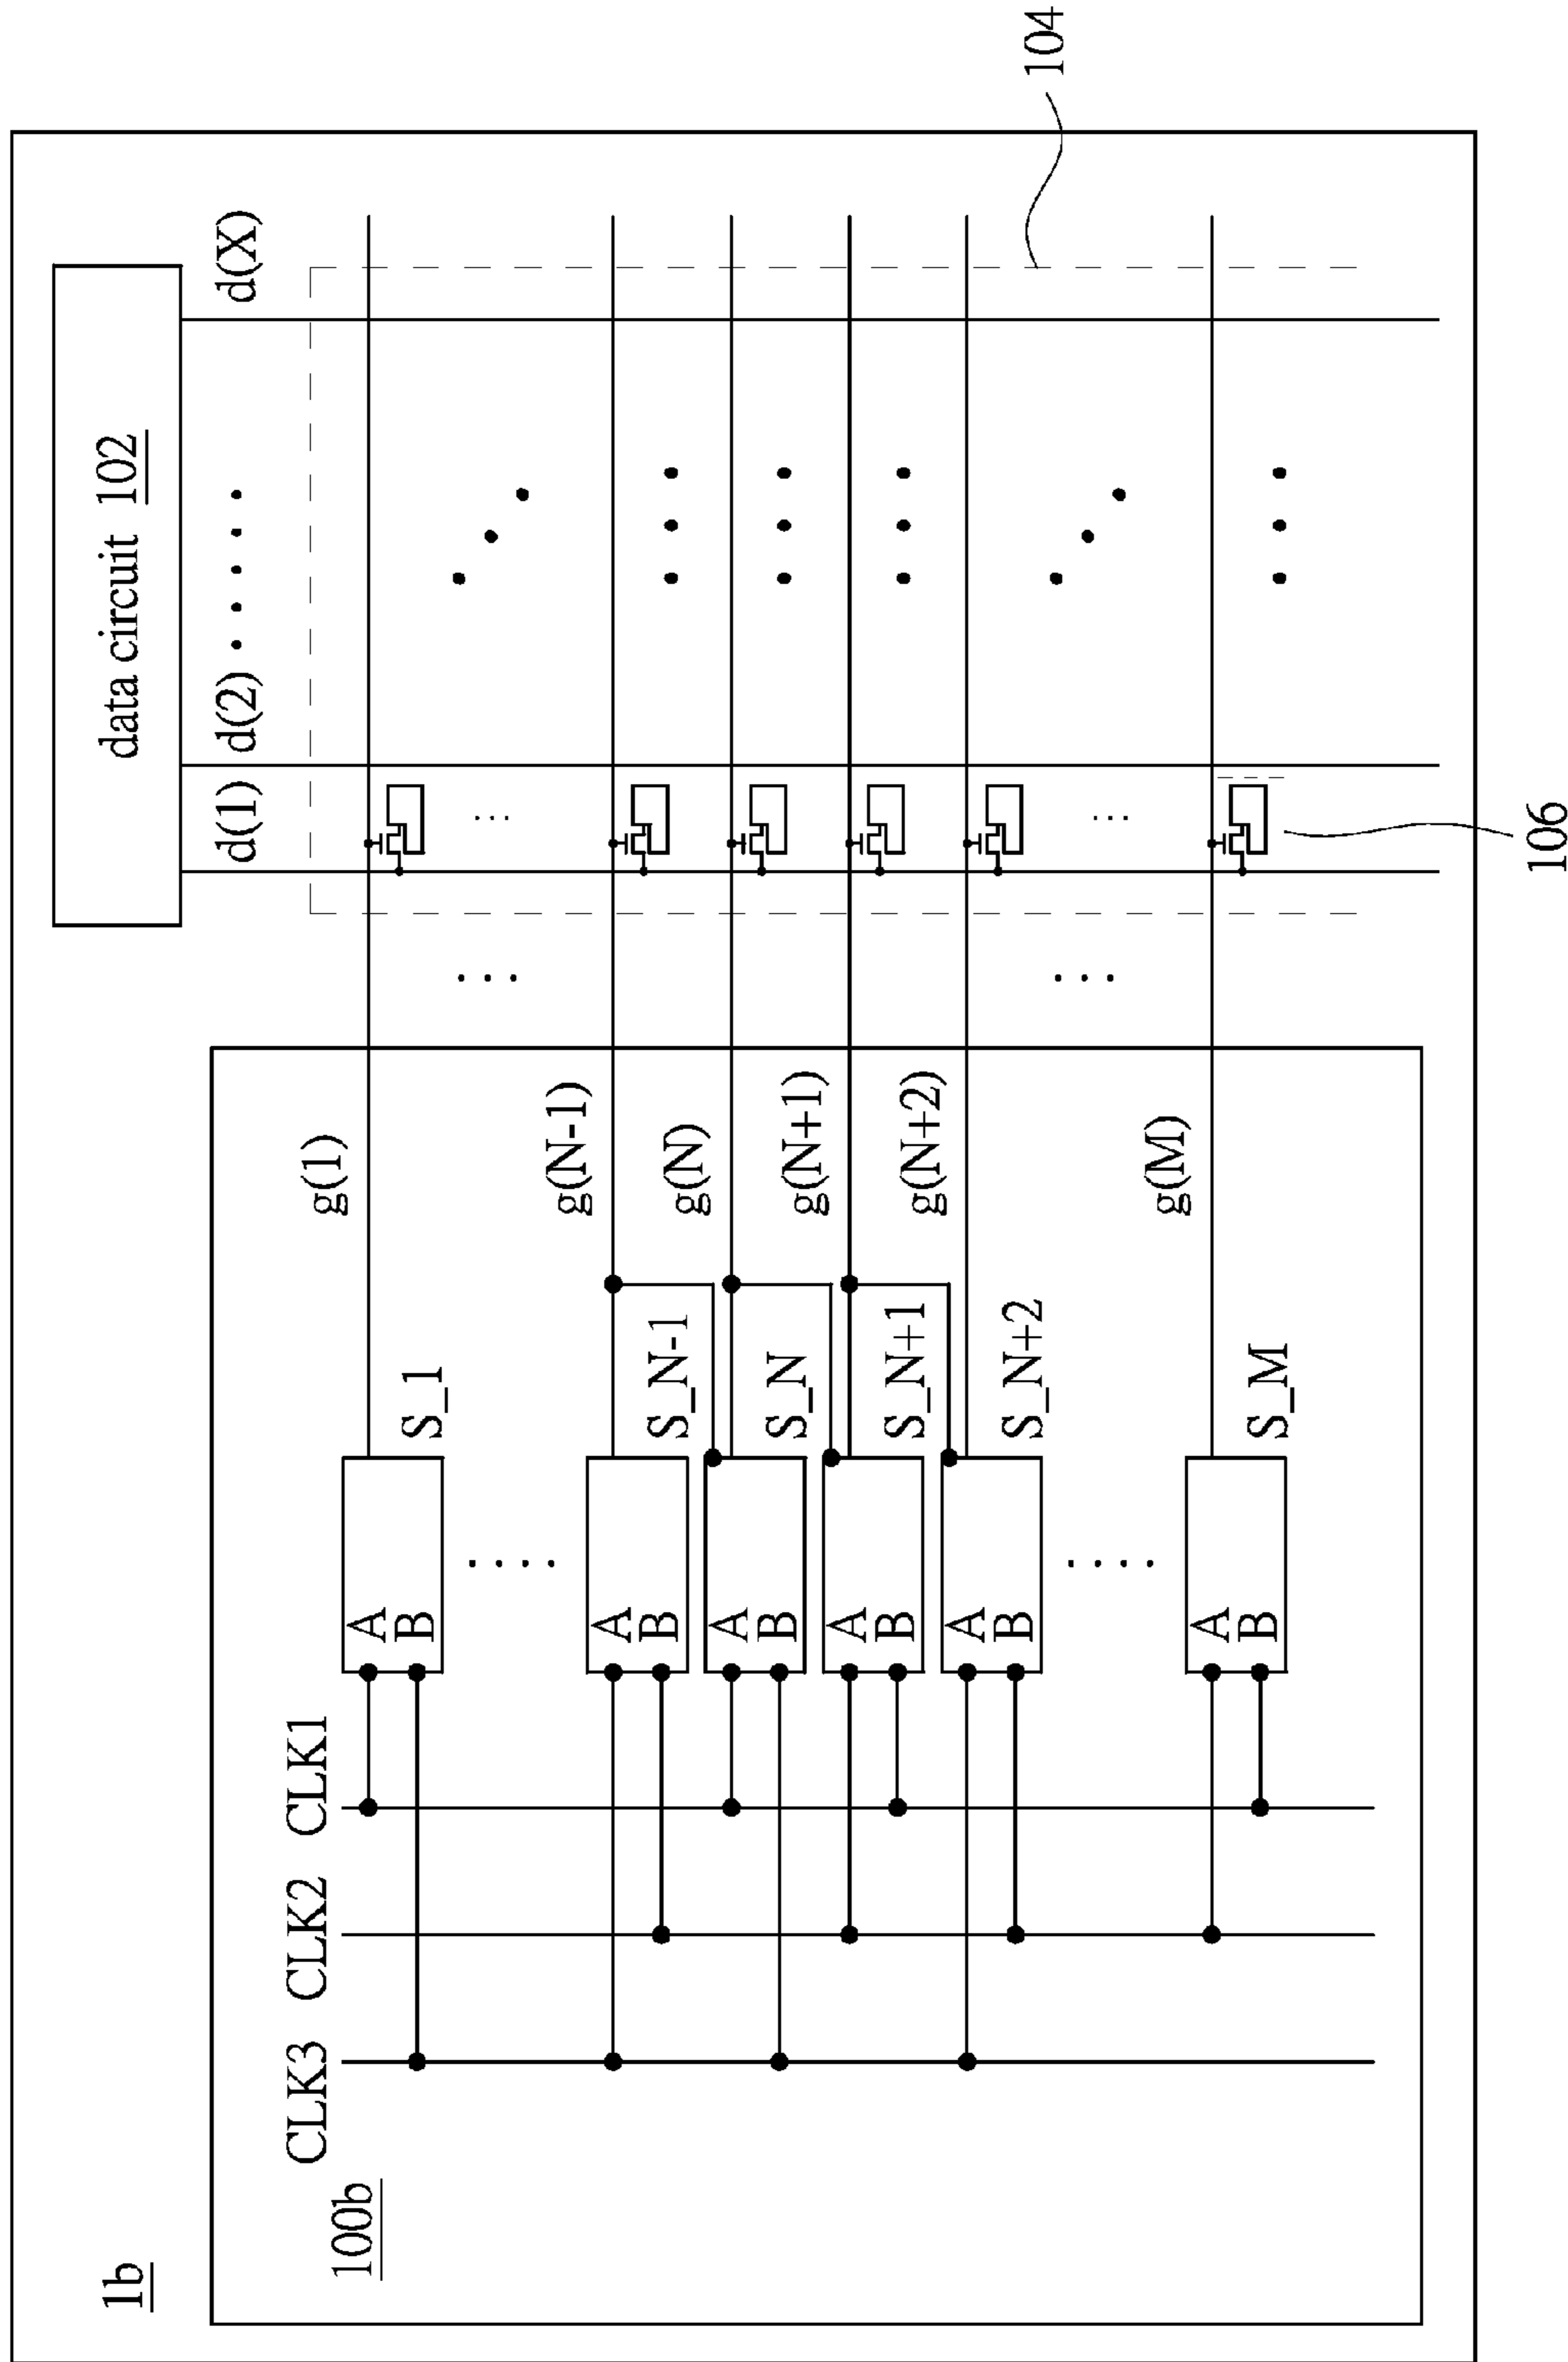 1b
data circuit 102
d(1) d(2) d(X)
100b
CLK3 CLK2 CLK1
A
B
S_1
g(1)
A
B
S_N-1
g(N-1)
A
B
S_N
g(N)
A
B
S_N+1
g(N+1)
A
B
S_N+2
g(N+2)
A
B
S_M
g(M)
104
106